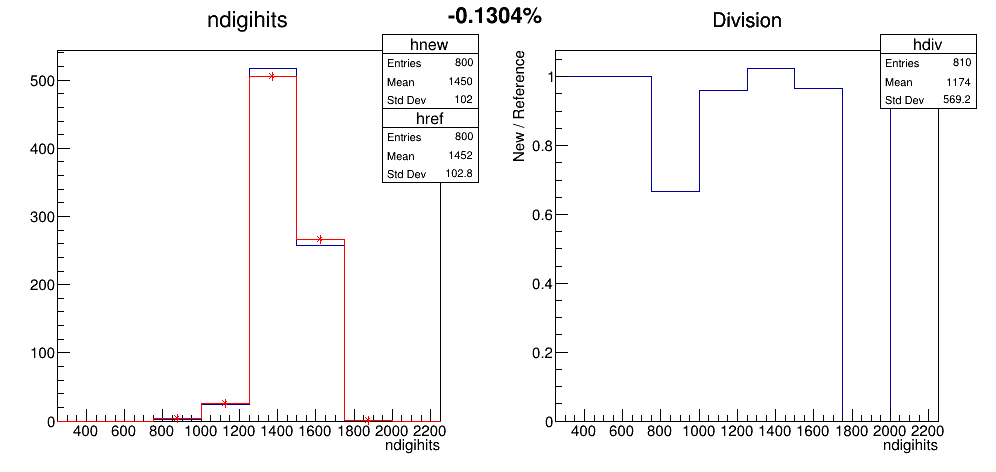 -0.1304%
ndigihits
hnew
Entries 800
Mean 1450
Std Dev 102
href
Entries 800
Mean 1452
Std Dev 102.8
500
400
300
200
100
0
400 600 800 1000 1200 1400 1600 1800 2000 2200
ndigihits
Division
hdiv
Entries 810
Mean 1174
Std Dev 569.2
New / Reference
1
0.8
0.6
0.4
0.2
0
400 600 800 1000 1200 1400 1600 1800 2000 2200
ndigihits